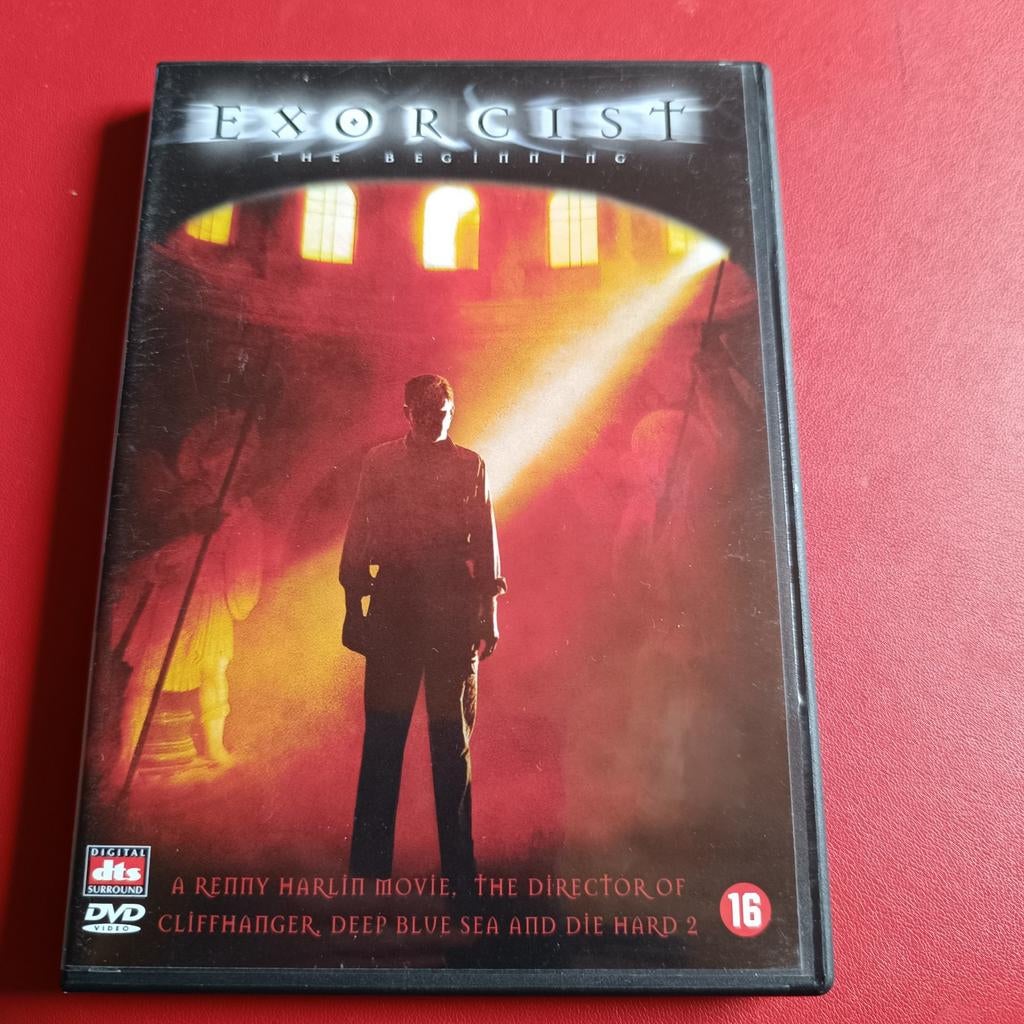 EXORCIST
THE BEGINNING
DIGITAL
dts
SURROUND
DVD
VIDEO
A RENNY HARLIN MOVIE, THE DIRECTOR OF
CLIFFHANGER, DEEP BLUE SEA AND DIE HARD 2
16